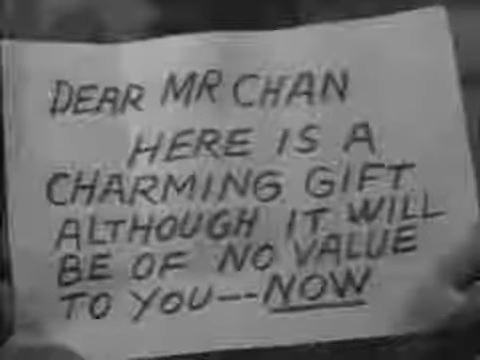 DEAR MR CHAN
HERE IS A
CHARMING GIFT
ALTHOUGH IT WILL
BE OF NO VALUE
TO YOU--NOW